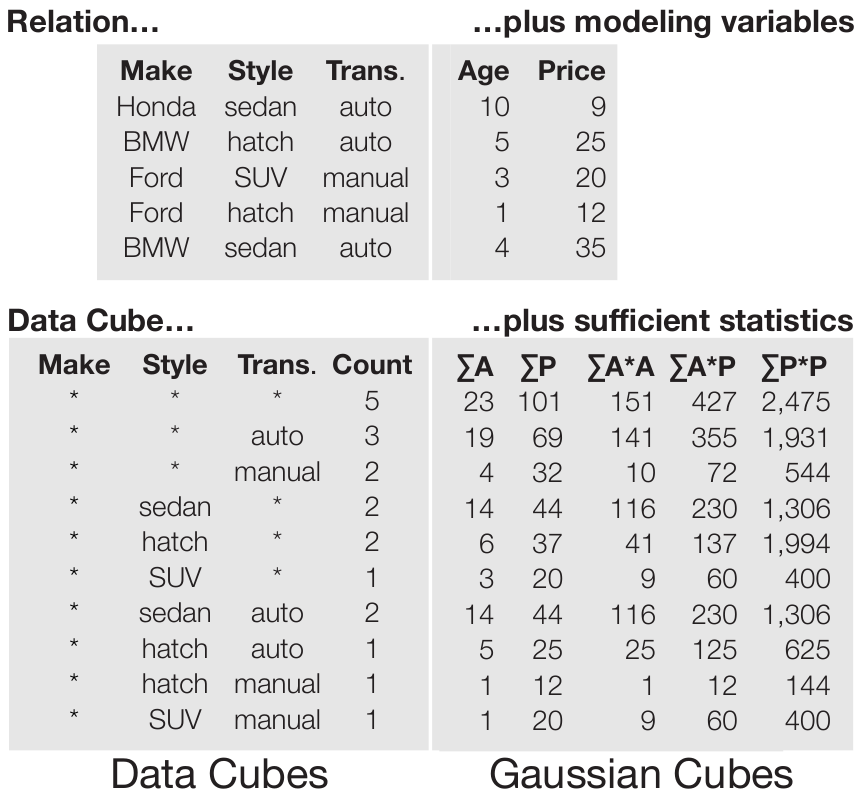 Relation... ...plus modeling variables
Make Style Trans. Age Price
Honda sedan auto 10 9
BMW hatch auto 5 25
Ford SUV manual 3 20
Ford hatch manual 1 12
BMW sedan auto 4 35
Data Cube... ...plus sufficient statistics
Make Style Trans. Count ∑A ∑P ∑A*A ∑A*P ∑P*P
* * * 5 23 101 151 427 2,475
* * auto 3 19 69 141 355 1,931
* * manual 2 4 32 10 72 544
* sedan * 2 14 44 116 230 1,306
* hatch * 2 6 37 41 137 1,994
* SUV * 1 3 20 9 60 400
* sedan auto 2 14 44 116 230 1,306
* hatch auto 1 5 25 25 125 625
* hatch manual 1 1 12 1 12 144
* SUV manual 1 1 20 9 60 400
Data Cubes Gaussian Cubes